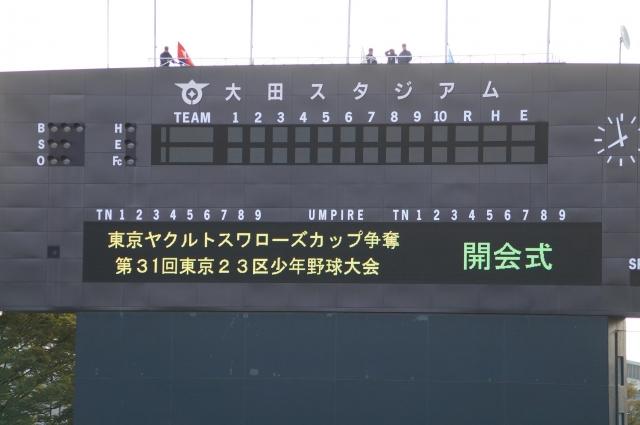 大田スタジアム
TEAM 1 2 3 4 5 6 7 8 9 10 R H E
B H
S E
O Fc
TN 1 2 3 4 5 6 7 8 9 UMPIRE TN 1 2 3 4 5 6 7 8 9
東京ヤクルトスワローズカップ争奪
第31回東京23区少年野球大会
開会式